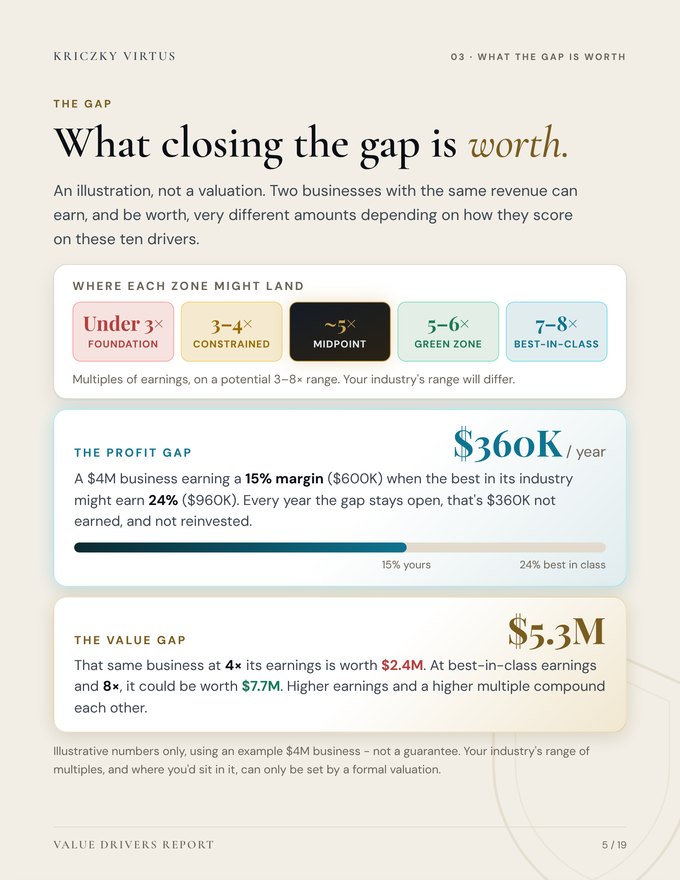 KRICZKY VIRTUS
03 · WHAT THE GAP IS WORTH
THE GAP
What closing the gap is worth.
An illustration, not a valuation. Two businesses with the same revenue can
earn, and be worth, very different amounts depending on how they score
on these ten drivers.
WHERE EACH ZONE MIGHT LAND
Under 3×
FOUNDATION
3–4×
CONSTRAINED
~5×
MIDPOINT
5–6×
GREEN ZONE
7–8×
BEST-IN-CLASS
Multiples of earnings, on a potential 3–8× range. Your industry's range will differ.
THE PROFIT GAP
$360K / year
A $4M business earning a 15% margin ($600K) when the best in its industry
might earn 24% ($960K). Every year the gap stays open, that's $360K not
earned, and not reinvested.
15% yours
24% best in class
THE VALUE GAP
$5.3M
That same business at 4× its earnings is worth $2.4M. At best-in-class earnings
and 8×, it could be worth $7.7M. Higher earnings and a higher multiple compound
each other.
Illustrative numbers only, using an example $4M business - not a guarantee. Your industry's range of
multiples, and where you'd sit in it, can only be set by a formal valuation.
VALUE DRIVERS REPORT
5 / 19